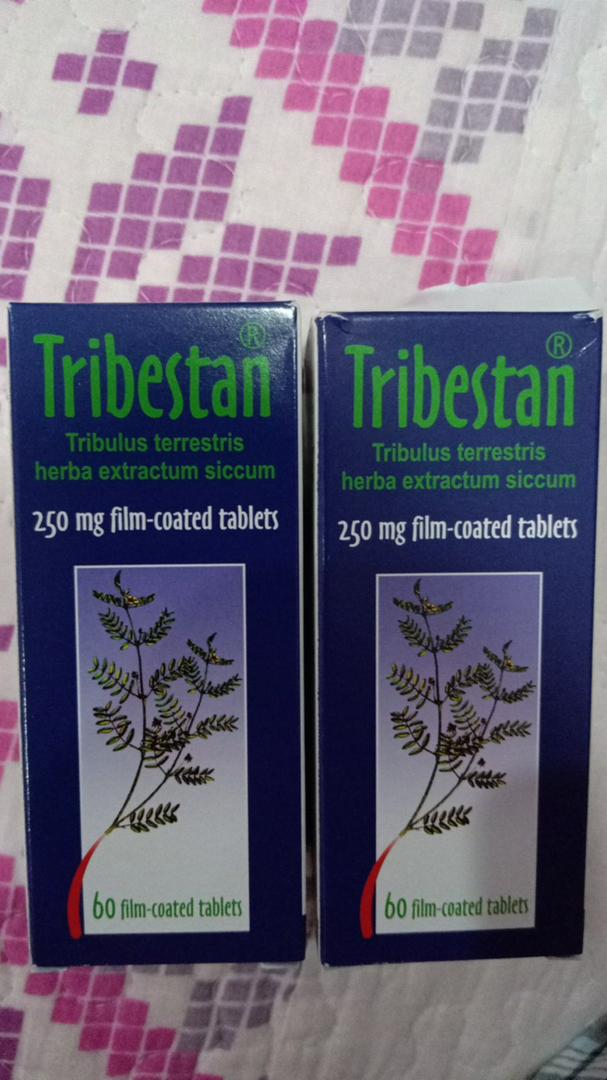 Tribestan®
Tribulus terrestris
herba extractum siccum
250 mg film-coated tablets
60 film-coated tablets
Tribestan®
Tribulus terrestris
herba extractum siccum
250 mg film-coated tablets
60 film-coated tablets